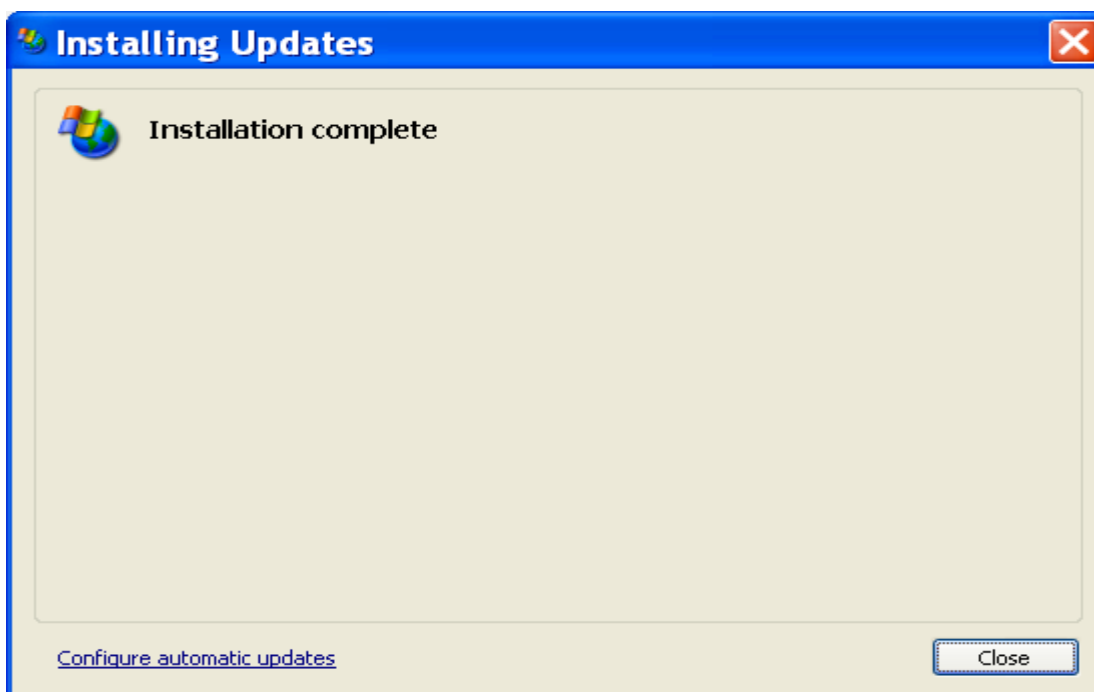 Installing Updates
Installation complete
Configure automatic updates
Close